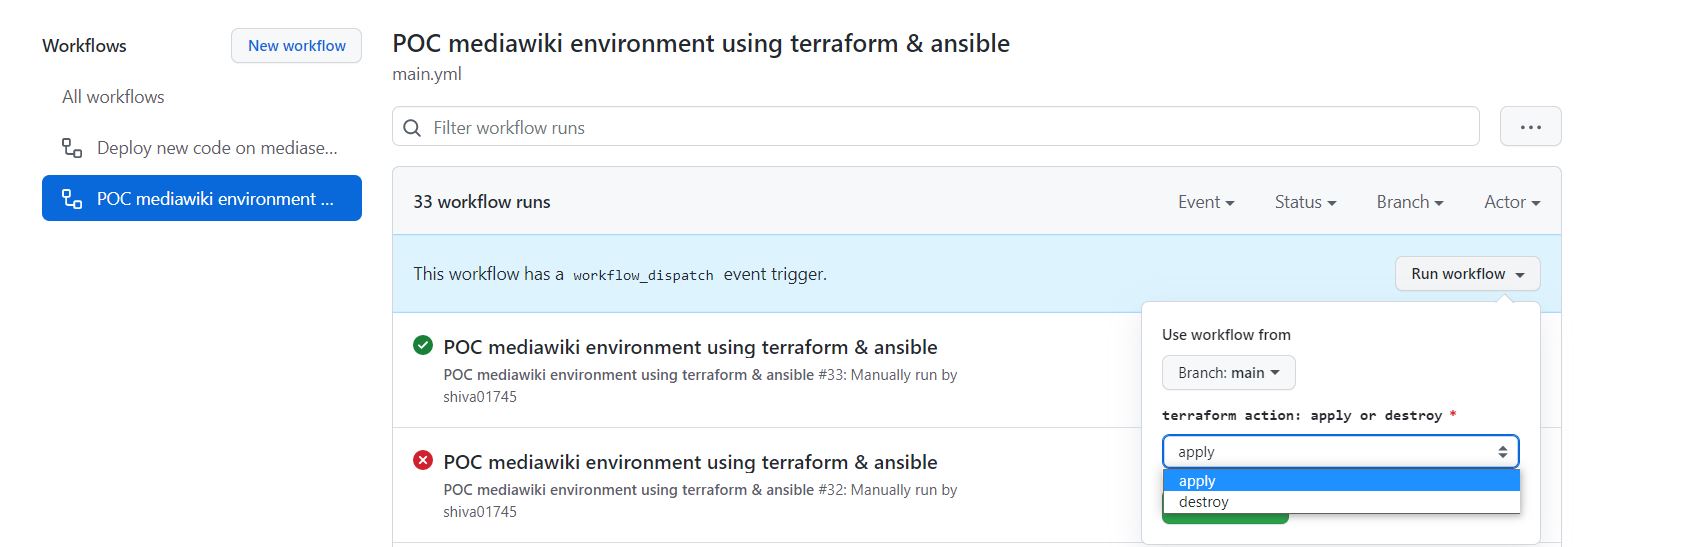 Workflows
New workflow
All workflows
Deploy new code on mediase...
POC mediawiki environment ...
POC mediawiki environment using terraform & ansible
main.yml
Filter workflow runs
33 workflow runs
Event
Status
Branch
Actor
This workflow has a workflow_dispatch event trigger.
Run workflow
POC mediawiki environment using terraform & ansible
POC mediawiki environment using terraform & ansible #33: Manually run by
shiva01745
POC mediawiki environment using terraform & ansible
POC mediawiki environment using terraform & ansible #32: Manually run by
shiva01745
Use workflow from
Branch: main
terraform action: apply or destroy *
apply
apply
destroy